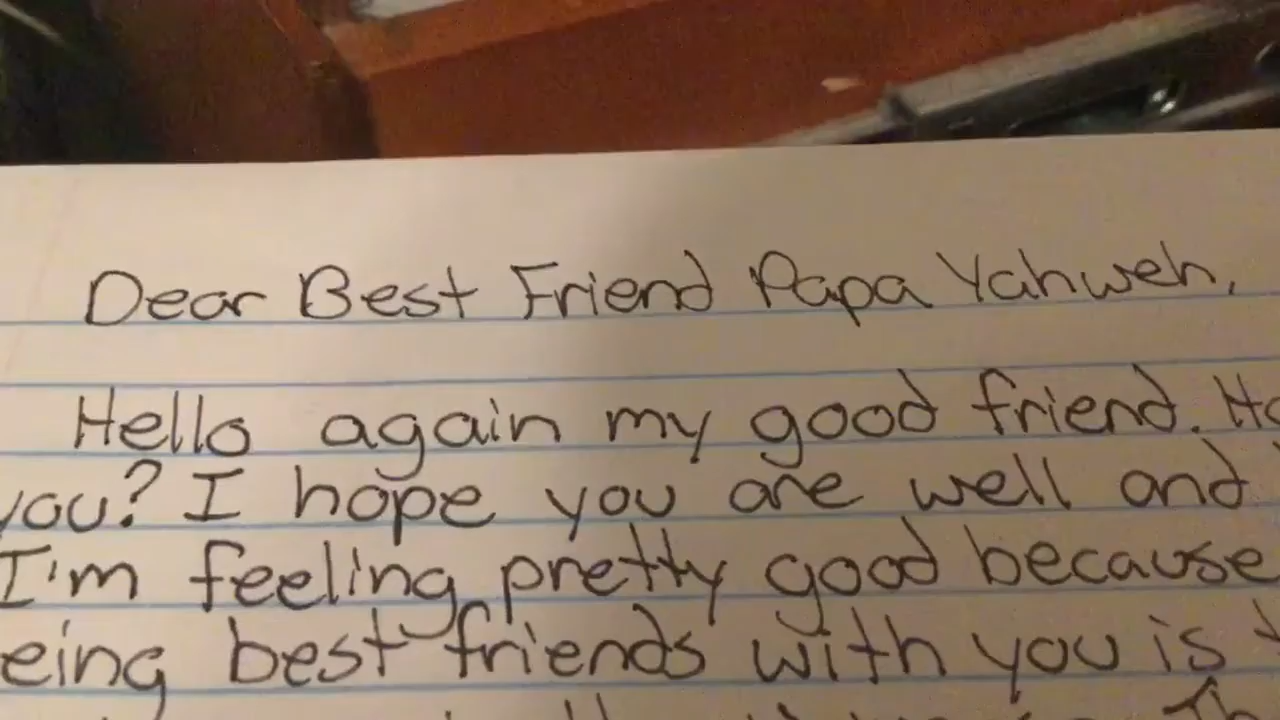 Dear Best Friend Papa Yahweh,
Hello again my good friend. Ho
you? I hope you are well and
I'm feeling pretty good because
eing best friends with you is t